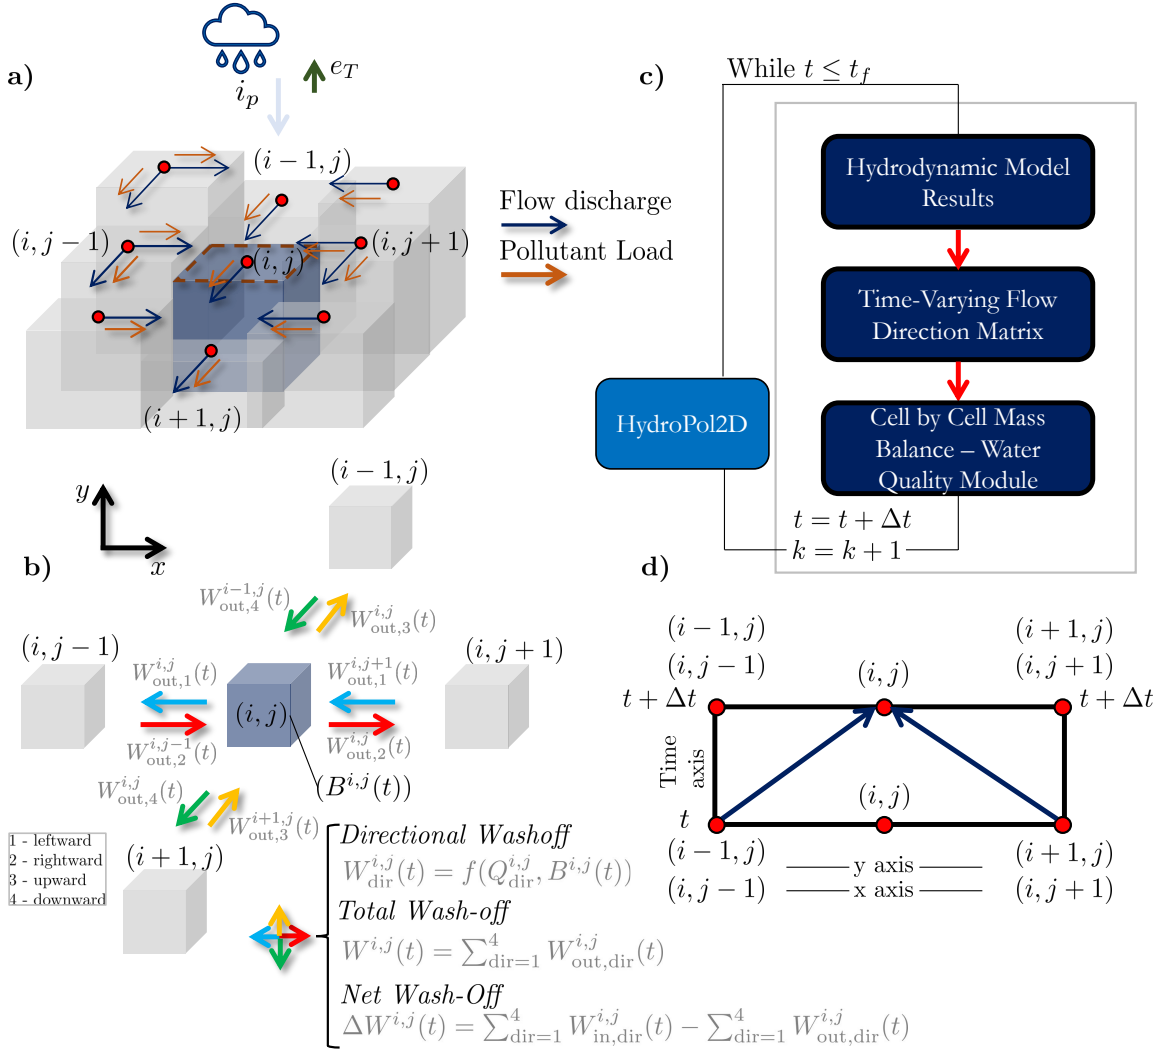 a)
i_p
e_T
(i − 1, j)
(i, j − 1)
(i, j)
(i, j + 1)
(i + 1, j)
Flow discharge
Pollutant Load
c)
While t ≤ t_f
Hydrodynamic Model
Results
Time-Varying Flow
Direction Matrix
HydroPol2D
Cell by Cell Mass
Balance – Water
Quality Module
t = t + Δt
k = k + 1
y
x
b)
(i − 1, j)
W^{i−1,j}_{out,4}(t)
W^{i,j}_{out,3}(t)
(i, j − 1)
(i, j + 1)
W^{i,j}_{out,1}(t)
W^{i,j+1}_{out,1}(t)
(i, j)
W^{i,j−1}_{out,2}(t)
W^{i,j}_{out,2}(t)
(B^{i,j}(t))
W^{i,j}_{out,4}(t)
W^{i+1,j}_{out,3}(t)
(i + 1, j)
1 - leftward
2 - rightward
3 - upward
4 - downward
Directional Washoff
W^{i,j}_{dir}(t) = f(Q^{i,j}_{dir}, B^{i,j}(t))
Total Wash-off
W^{i,j}(t) = ∑^{4}_{dir=1} W^{i,j}_{out,dir}(t)
Net Wash-Off
ΔW^{i,j}(t) = ∑^{4}_{dir=1} W^{i,j}_{in,dir}(t) − ∑^{4}_{dir=1} W^{i,j}_{out,dir}(t)
d)
(i − 1, j)
(i + 1, j)
(i, j − 1)
(i, j)
(i, j + 1)
t + Δt
t + Δt
Time
axis
(i, j)
t
(i − 1, j)
(i + 1, j)
y axis
x axis
(i, j − 1)
(i, j + 1)